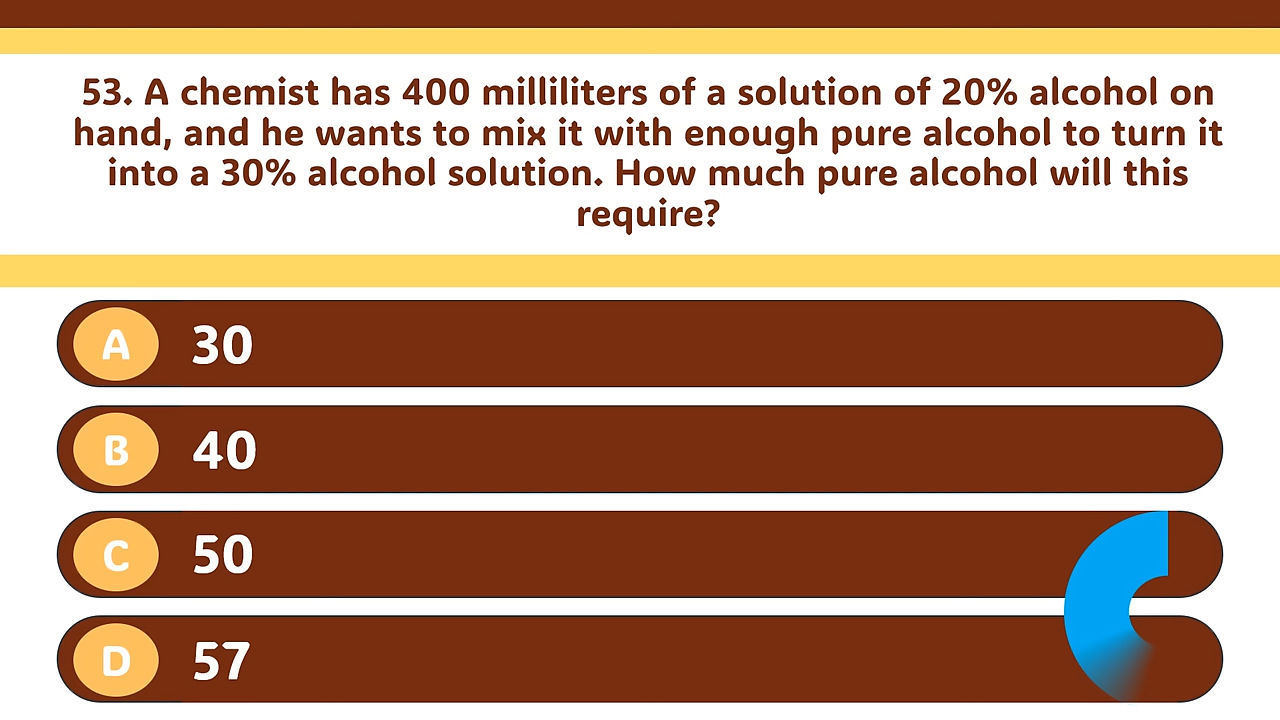 53. A chemist has 400 milliliters of a solution of 20% alcohol on
hand, and he wants to mix it with enough pure alcohol to turn it
into a 30% alcohol solution. How much pure alcohol will this
require?
A 30
B 40
C 50
D 57